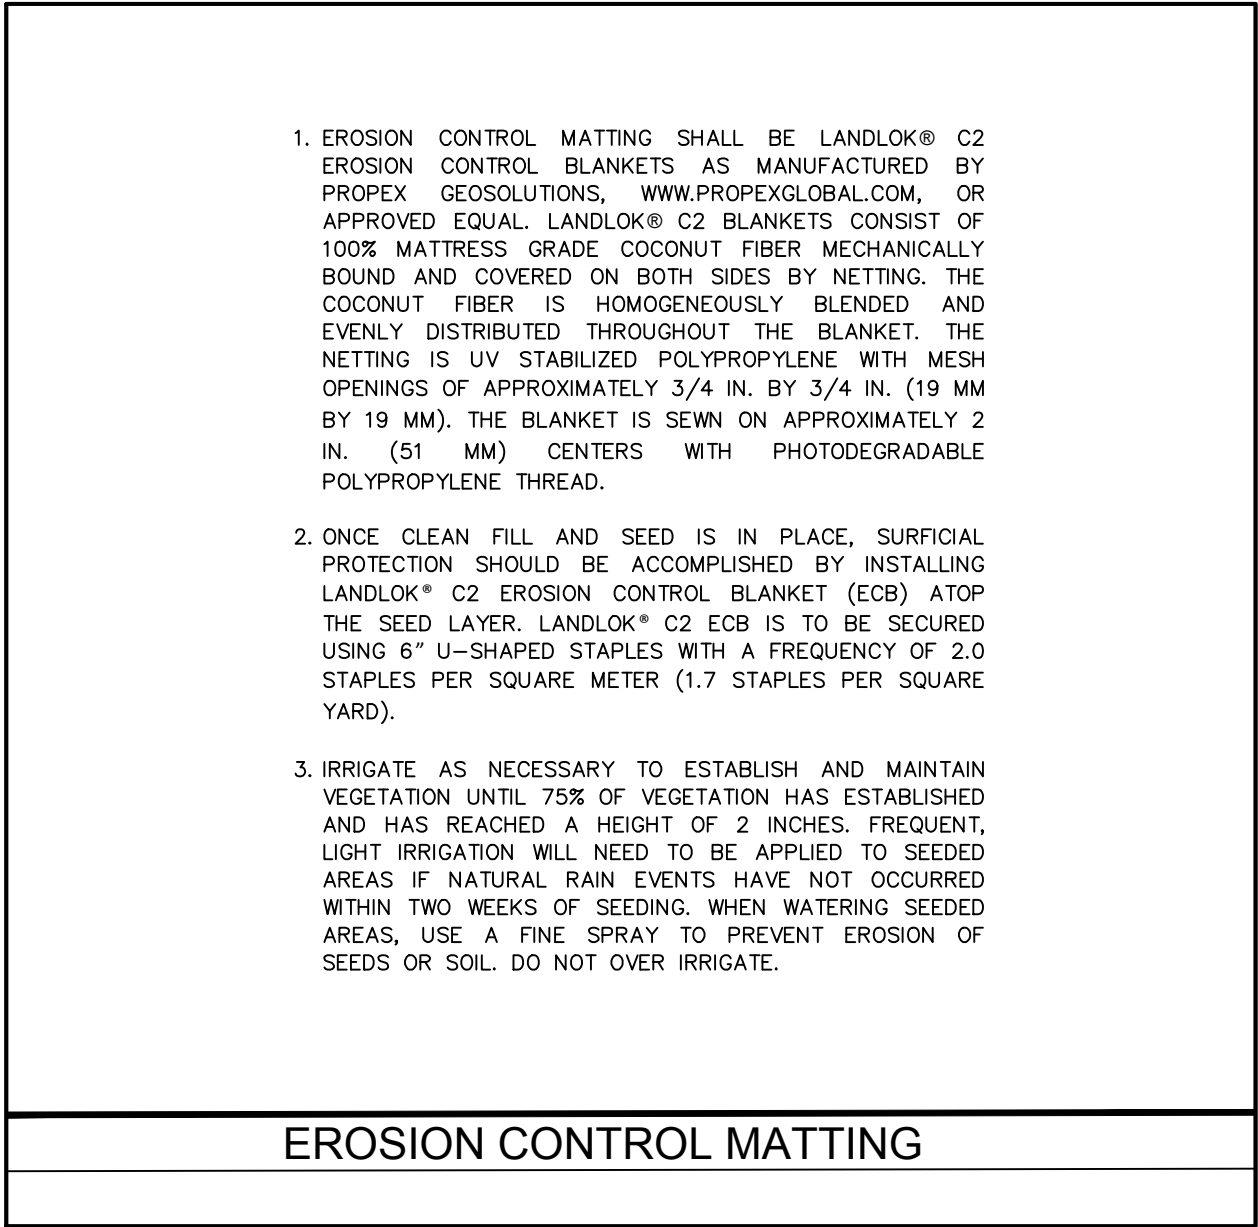 1. EROSION CONTROL MATTING SHALL BE LANDLOK® C2
EROSION CONTROL BLANKETS AS MANUFACTURED BY
PROPEX GEOSOLUTIONS, WWW.PROPEXGLOBAL.COM, OR
APPROVED EQUAL. LANDLOK® C2 BLANKETS CONSIST OF
100% MATTRESS GRADE COCONUT FIBER MECHANICALLY
BOUND AND COVERED ON BOTH SIDES BY NETTING. THE
COCONUT FIBER IS HOMOGENEOUSLY BLENDED AND
EVENLY DISTRIBUTED THROUGHOUT THE BLANKET. THE
NETTING IS UV STABILIZED POLYPROPYLENE WITH MESH
OPENINGS OF APPROXIMATELY 3/4 IN. BY 3/4 IN. (19 MM
BY 19 MM). THE BLANKET IS SEWN ON APPROXIMATELY 2
IN. (51 MM) CENTERS WITH PHOTODEGRADABLE
POLYPROPYLENE THREAD.
2. ONCE CLEAN FILL AND SEED IS IN PLACE, SURFICIAL
PROTECTION SHOULD BE ACCOMPLISHED BY INSTALLING
LANDLOK® C2 EROSION CONTROL BLANKET (ECB) ATOP
THE SEED LAYER. LANDLOK® C2 ECB IS TO BE SECURED
USING 6" U-SHAPED STAPLES WITH A FREQUENCY OF 2.0
STAPLES PER SQUARE METER (1.7 STAPLES PER SQUARE
YARD).
3. IRRIGATE AS NECESSARY TO ESTABLISH AND MAINTAIN
VEGETATION UNTIL 75% OF VEGETATION HAS ESTABLISHED
AND HAS REACHED A HEIGHT OF 2 INCHES. FREQUENT,
LIGHT IRRIGATION WILL NEED TO BE APPLIED TO SEEDED
AREAS IF NATURAL RAIN EVENTS HAVE NOT OCCURRED
WITHIN TWO WEEKS OF SEEDING. WHEN WATERING SEEDED
AREAS, USE A FINE SPRAY TO PREVENT EROSION OF
SEEDS OR SOIL. DO NOT OVER IRRIGATE.
EROSION CONTROL MATTING